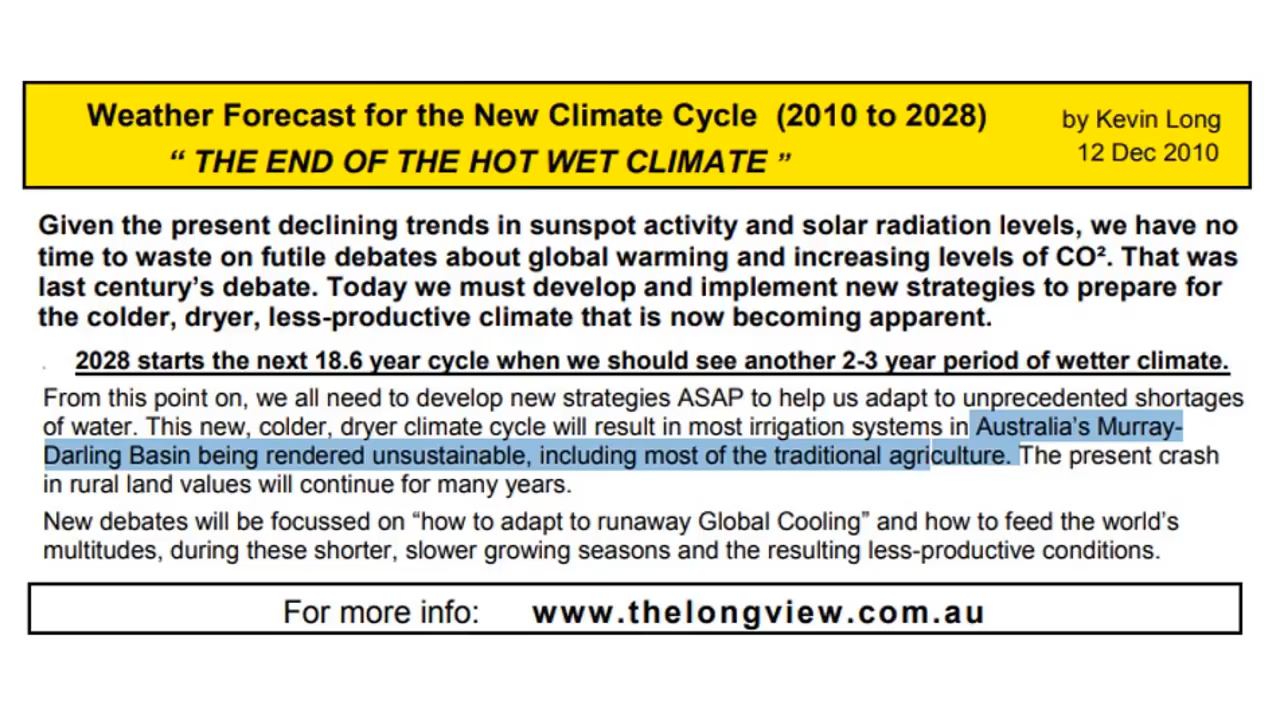 Weather Forecast for the New Climate Cycle (2010 to 2028)
by Kevin Long
“ THE END OF THE HOT WET CLIMATE ”
12 Dec 2010
Given the present declining trends in sunspot activity and solar radiation levels, we have no
time to waste on futile debates about global warming and increasing levels of CO². That was
last century’s debate. Today we must develop and implement new strategies to prepare for
the colder, dryer, less-productive climate that is now becoming apparent.
. 2028 starts the next 18.6 year cycle when we should see another 2-3 year period of wetter climate.
From this point on, we all need to develop new strategies ASAP to help us adapt to unprecedented shortages
of water. This new, colder, dryer climate cycle will result in most irrigation systems in Australia’s Murray-
Darling Basin being rendered unsustainable, including most of the traditional agriculture. The present crash
in rural land values will continue for many years.
New debates will be focussed on “how to adapt to runaway Global Cooling” and how to feed the world’s
multitudes, during these shorter, slower growing seasons and the resulting less-productive conditions.
For more info: www.thelongview.com.au